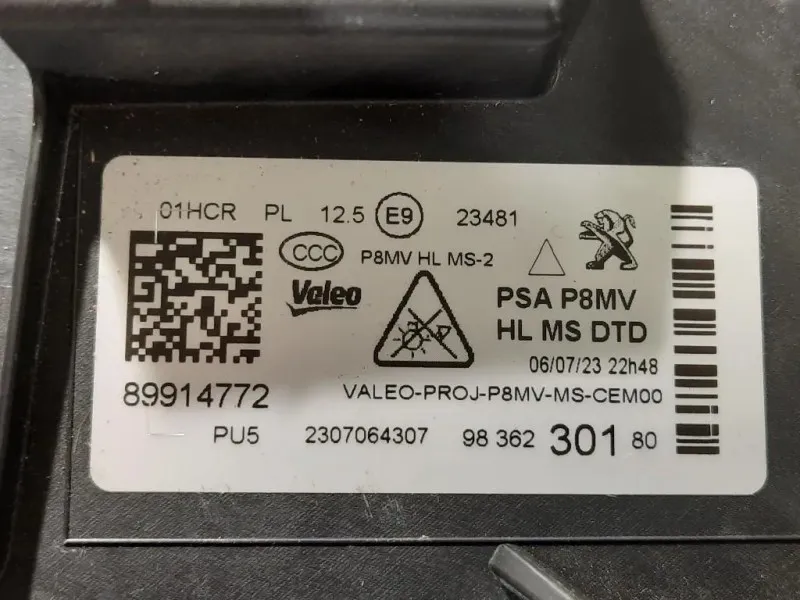 01HCR PL 12.5 E9 23481
CCC P8MV HL MS-2
Valeo PSA P8MV
HL MS DTD
06/07/23 22h48
89914772 VALEO-PROJ-P8MV-MS-CEM00
PU5 2307064307 98 362 301 80